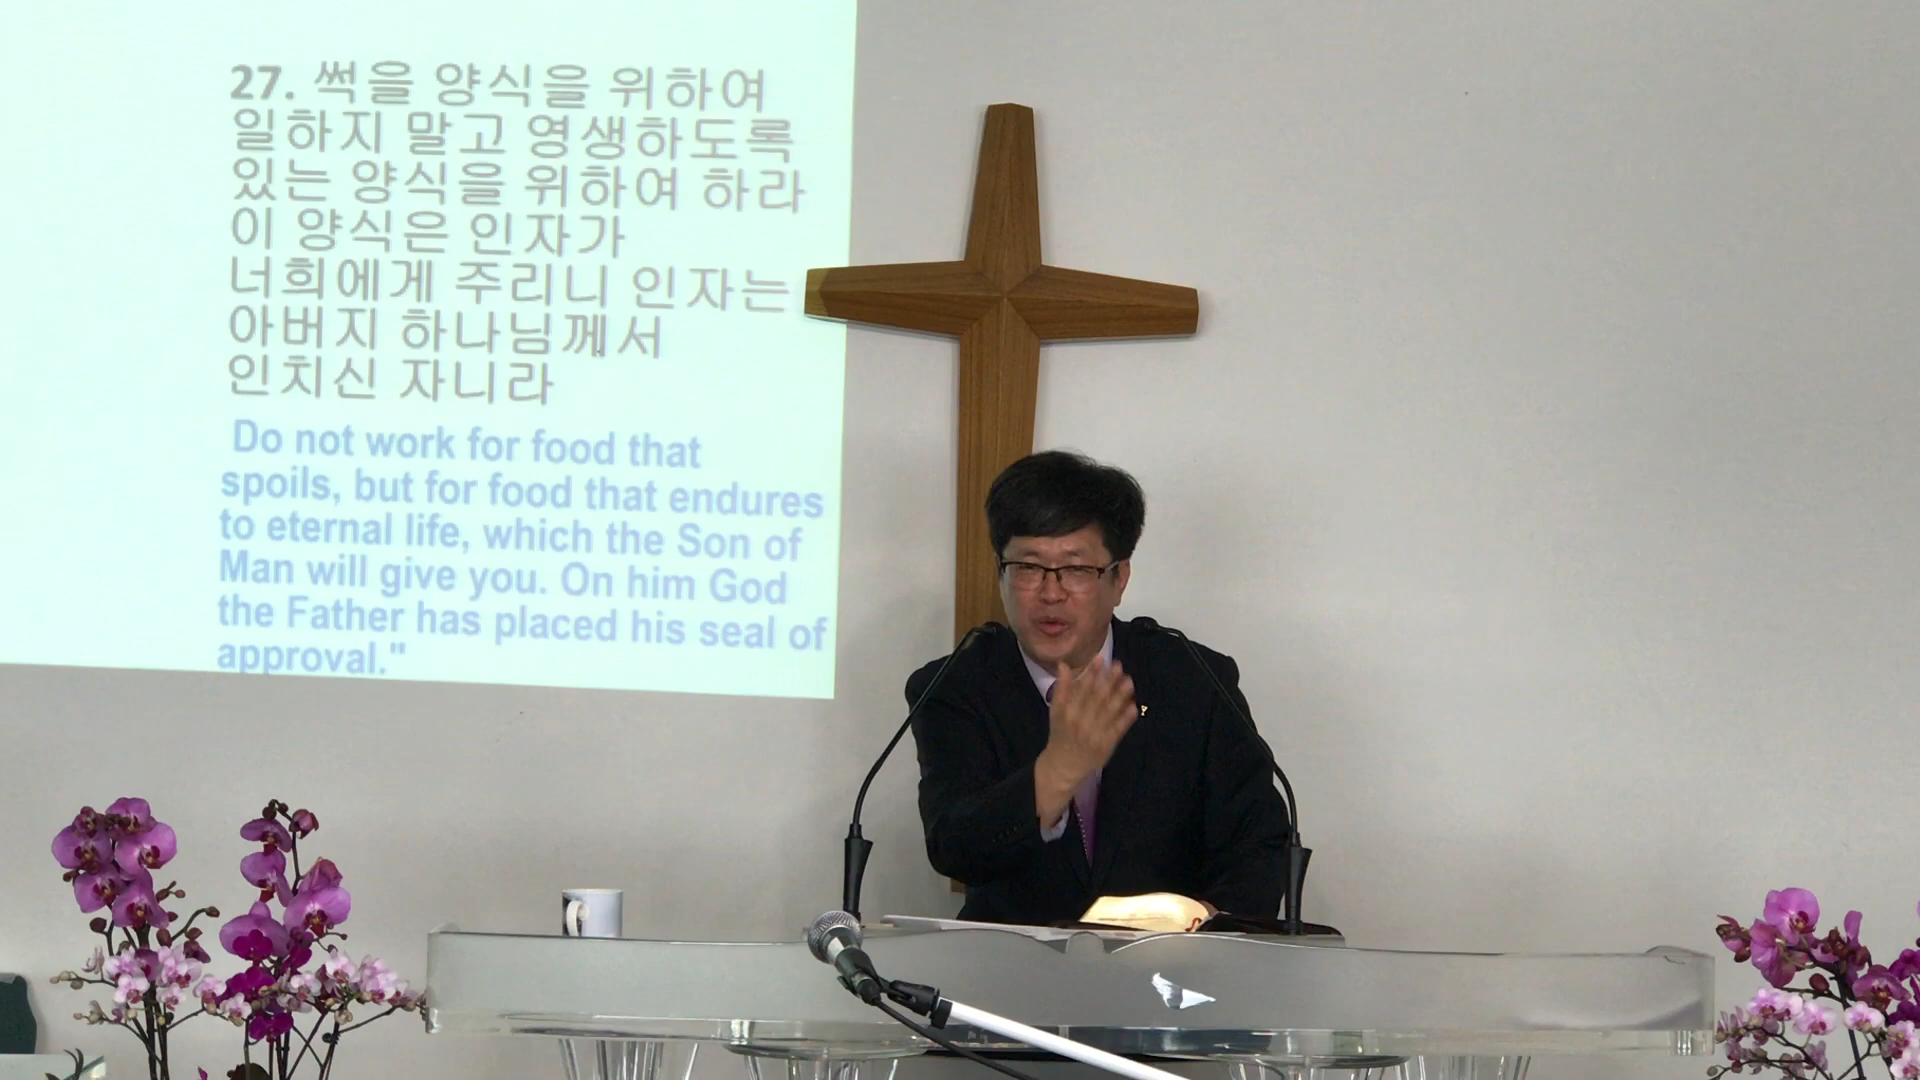 27. 썩을 양식을 위하여
일하지 말고 영생하도록
있는 양식을 위하여 하라
이 양식은 인자가
너희에게 주리니 인자는
아버지 하나님께서
인치신 자니라
Do not work for food that
spoils, but for food that endures
to eternal life, which the Son of
Man will give you. On him God
the Father has placed his seal of
approval."